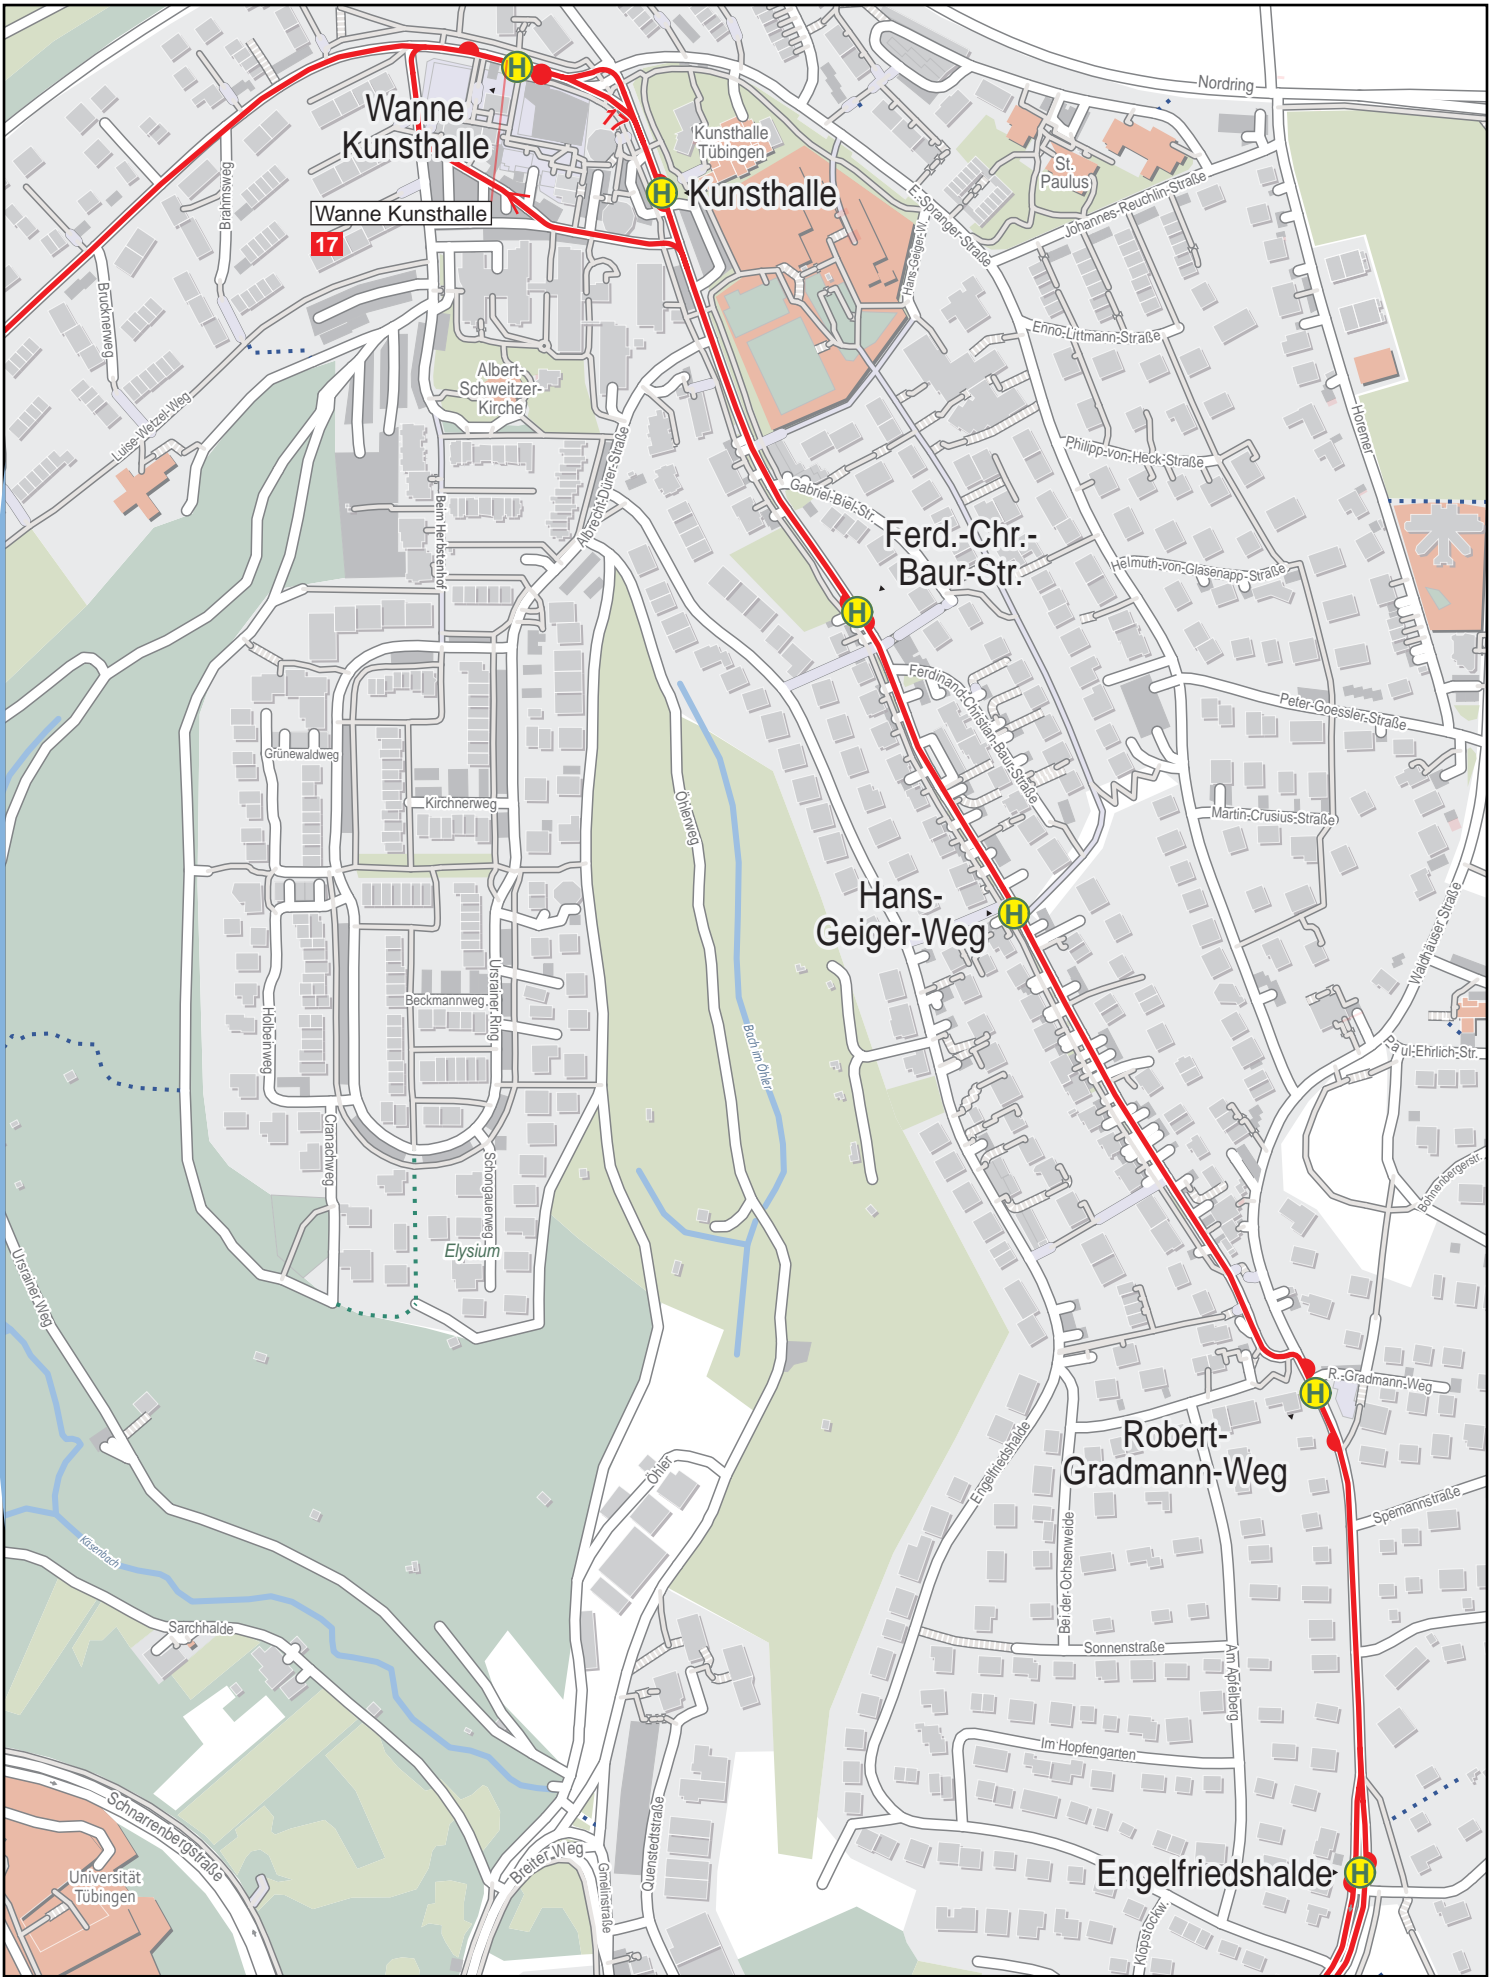 Nordring
Wanne
Kunsthalle
H
17
Kunsthalle
Tübingen
St.
Paulus
Brahmsweg
H
Kunsthalle
E.-Spranger-Straße
Johannes-Reuchlin-Straße
Wanne Kunsthalle
17
17
Hans-Geiger-W.
Brucknerweg
Enno-Littmann-Straße
Albert-
Schweitzer-
Kirche
Luise-Wetzel-Weg
Horemer
Albrecht-Dürer-Straße
Philipp-von-Heck-Straße
Gabriel-Biel-Str.
Beim Herbstenhof
Ferd.-Chr.-
Baur-Str.
H
Helmuth-von-Glasenapp-Straße
Ferdinand-Christian-Baur-Straße
Peter-Goessler-Straße
Grünewaldweg
Kirchnerweg
Öhlerweg
Martin-Crusius-Straße
Hans-
Geiger-Weg
H
Waldhäuser Straße
Beckmannweg
Ursrainer Ring
Holbeinweg
Bach im Öhler
Paul-Ehrlich-Str.
Cranachweg
Schongauerweg
Bohnenbergerstr.
Elysium
Ursrainer Weg
R.-Gradmann-Weg
H
Robert-
Gradmann-Weg
Engelfriedshalde
Öhler
Spemannstraße
Bei der Ochsenweide
Käsenbach
Sarchhalde
Sonnenstraße
Am Apfelberg
Im Hopfengarten
Schnarrenbergstraße
Quenstedtstraße
Breiter Weg
Gmelinstraße
Universität
Tübingen
Engelfriedshalde
H
Klopstockw.